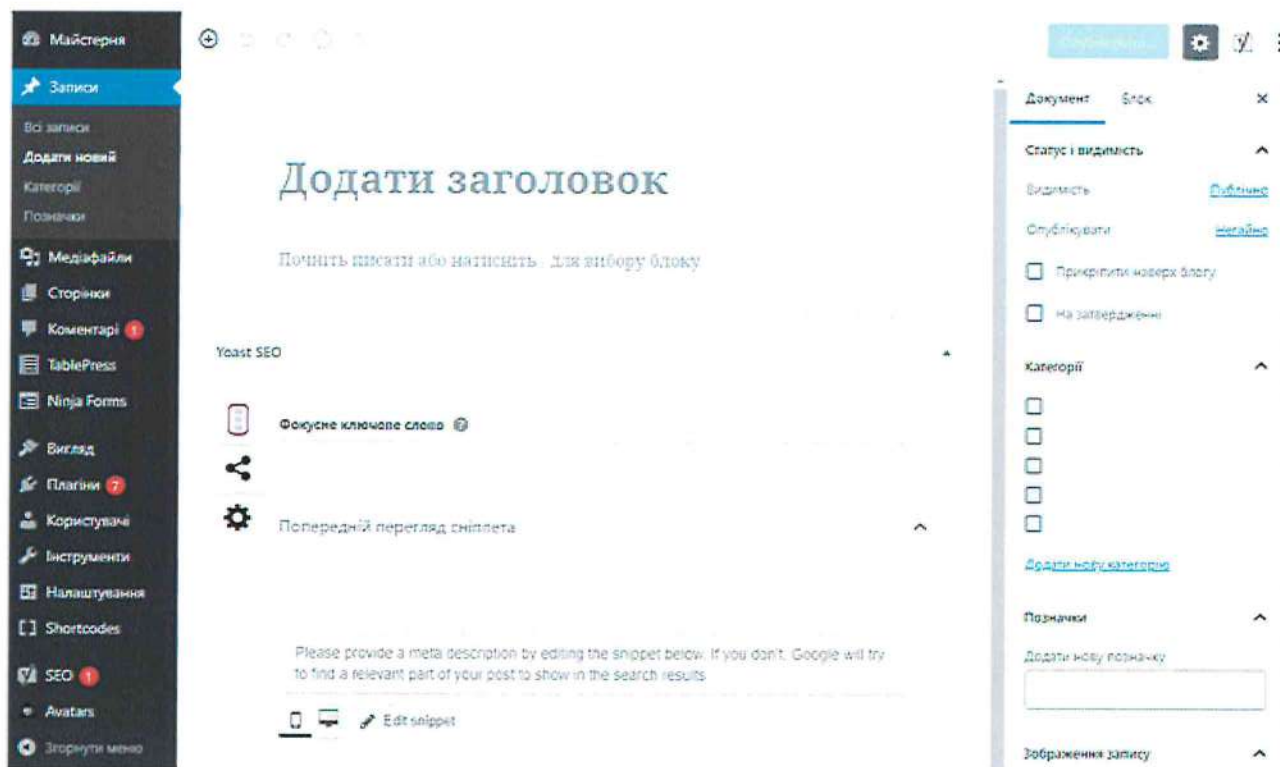 Майстерня
Записи
Всі записи
Додати новий
Категорії
Позначки
Медіафайли
Сторінки
Коментарі 1
TablePress
Ninja Forms
Вигляд
Плагіни 7
Користувачі
Інструменти
Налаштування
Shortcodes
SEO 1
Avatars
Згорнути меню
Додати заголовок
Почніть писати або натисніть для вибору блоку
Yoast SEO
Фокусне ключове слово
Попередній перегляд сніппета
Please provide a meta description by editing the snippet below. If you don't, Google will try
to find a relevant part of your post to show in the search results
Edit snippet
Документ Блок
Статус і видимість
Видимість Публічно
Опублікувати Негайно
Прикріпити наверх блогу
На затвердженні
Категорії
Додати нову категорію
Позначки
Додати нову позначку
Зображення запису